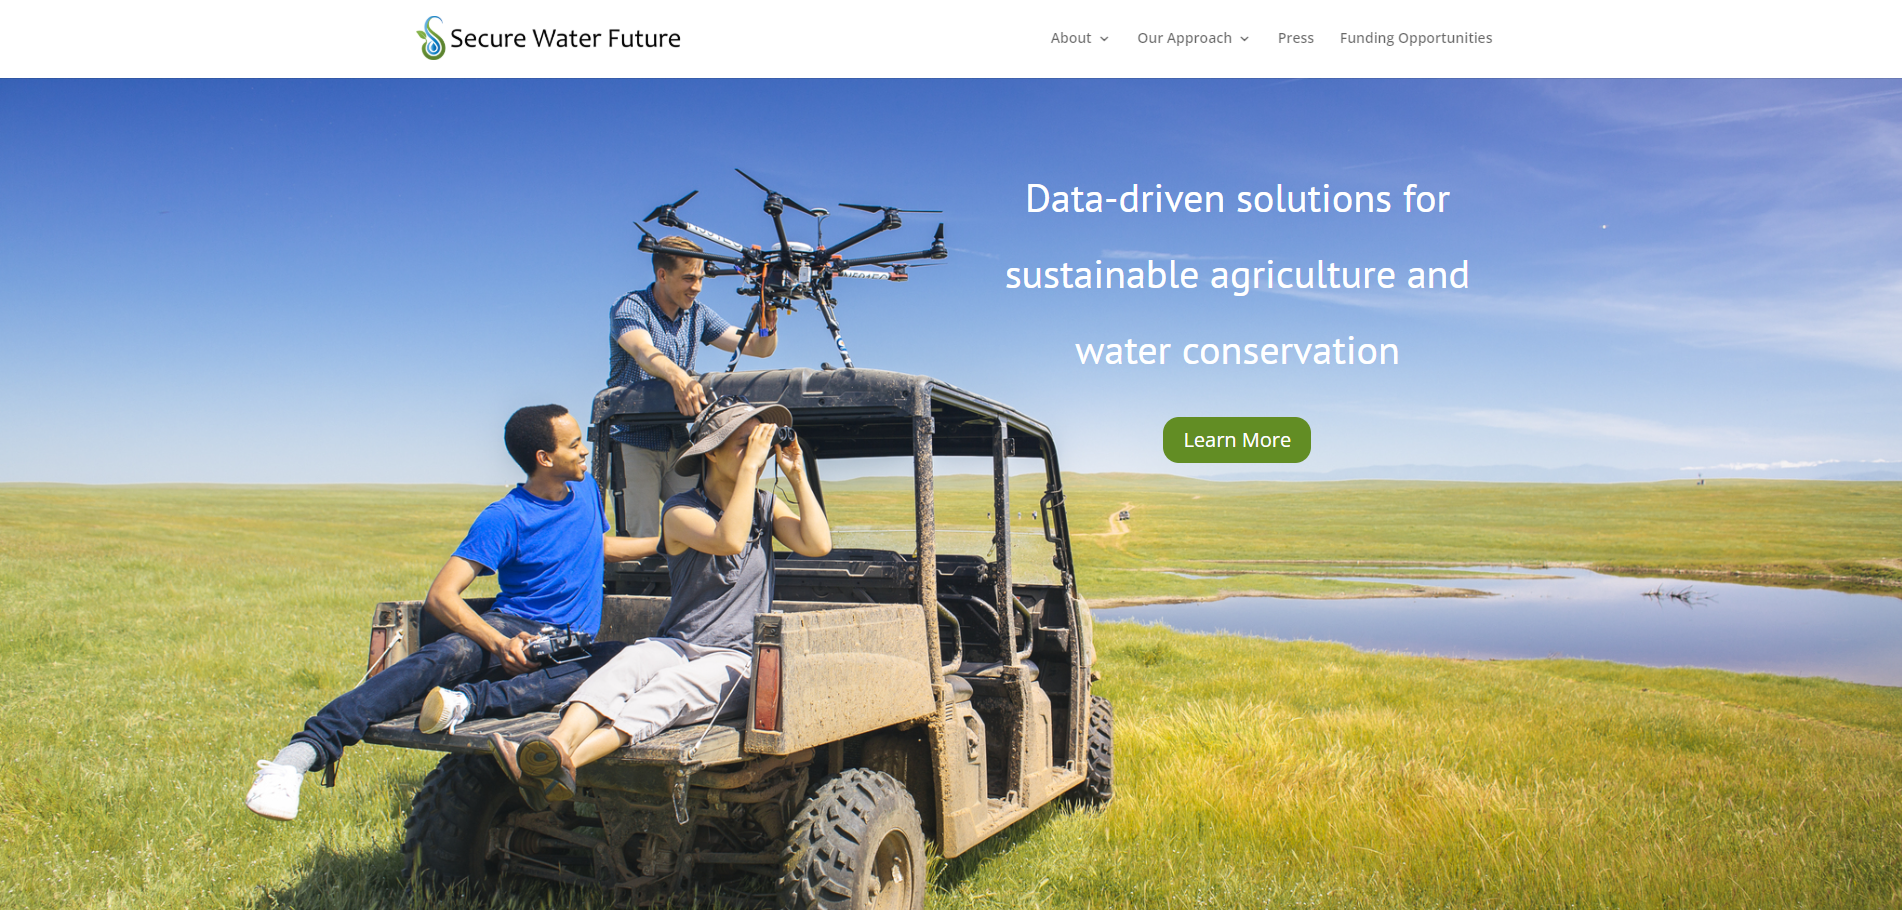 Secure Water Future
About
Our Approach
Press
Funding Opportunities
Data-driven solutions for
sustainable agriculture and
water conservation
Learn More